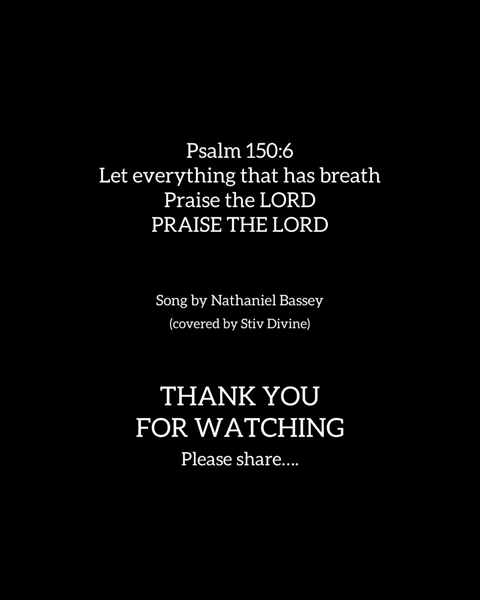 Psalm 150:6
Let everything that has breath
Praise the LORD
PRAISE THE LORD
Song by Nathaniel Bassey
(covered by Stiv Divine)
THANK YOU
FOR WATCHING
Please share....